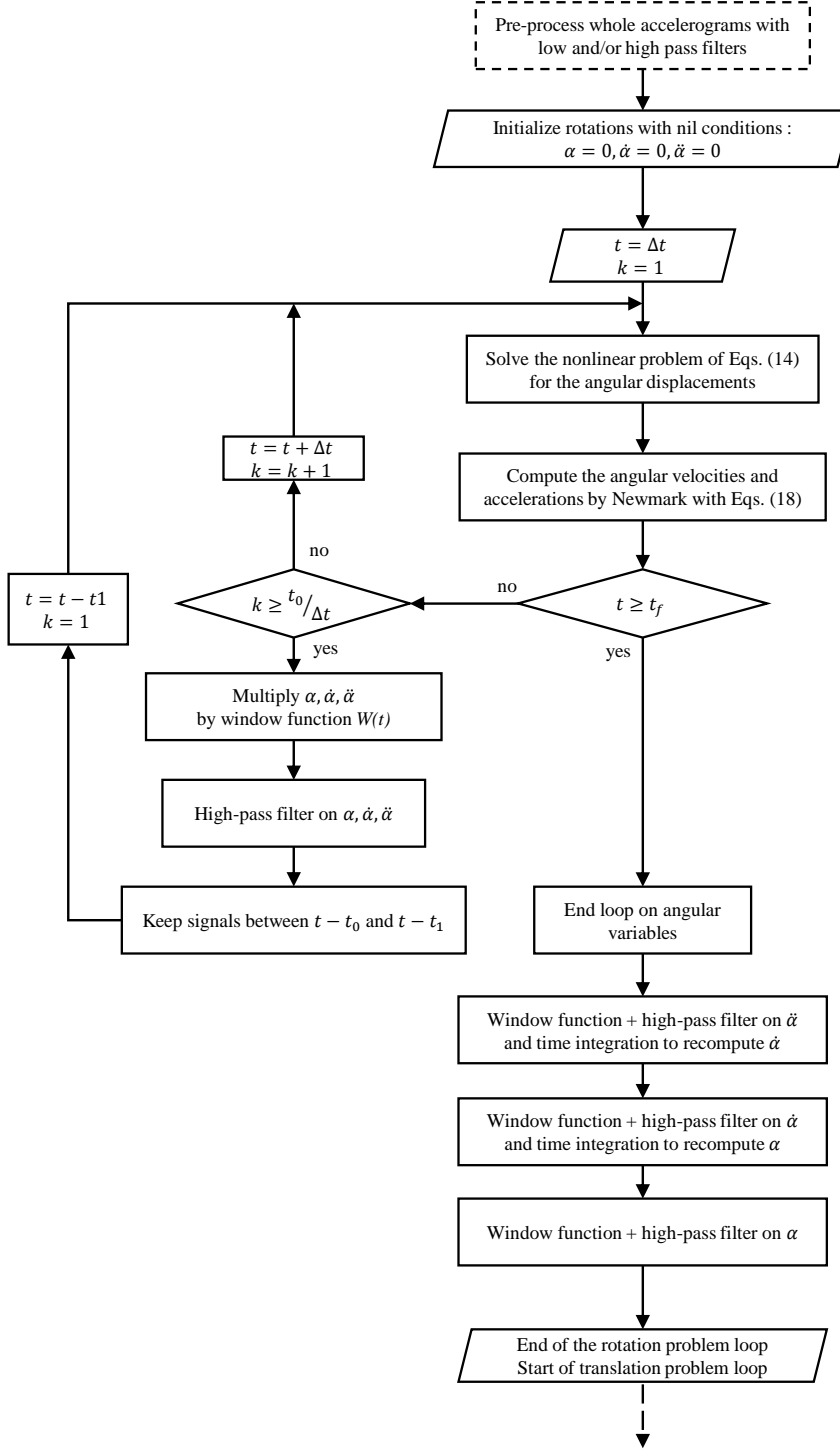 Pre-process whole accelerograms with
low and/or high pass filters
Initialize rotations with nil conditions :
α = 0, α̇ = 0, α̈ = 0
t = Δt
k = 1
Solve the nonlinear problem of Eqs. (14)
for the angular displacements
t = t + Δt
k = k + 1
Compute the angular velocities and
accelerations by Newmark with Eqs. (18)
no
no
t = t − t1
k = 1
k ≥ t₀/Δt
t ≥ t_f
yes
yes
Multiply α, α̇, α̈
by window function W(t)
High-pass filter on α, α̇, α̈
Keep signals between t − t₀ and t − t₁
End loop on angular
variables
Window function + high-pass filter on α̈
and time integration to recompute α̇
Window function + high-pass filter on α̇
and time integration to recompute α
Window function + high-pass filter on α
End of the rotation problem loop
Start of translation problem loop